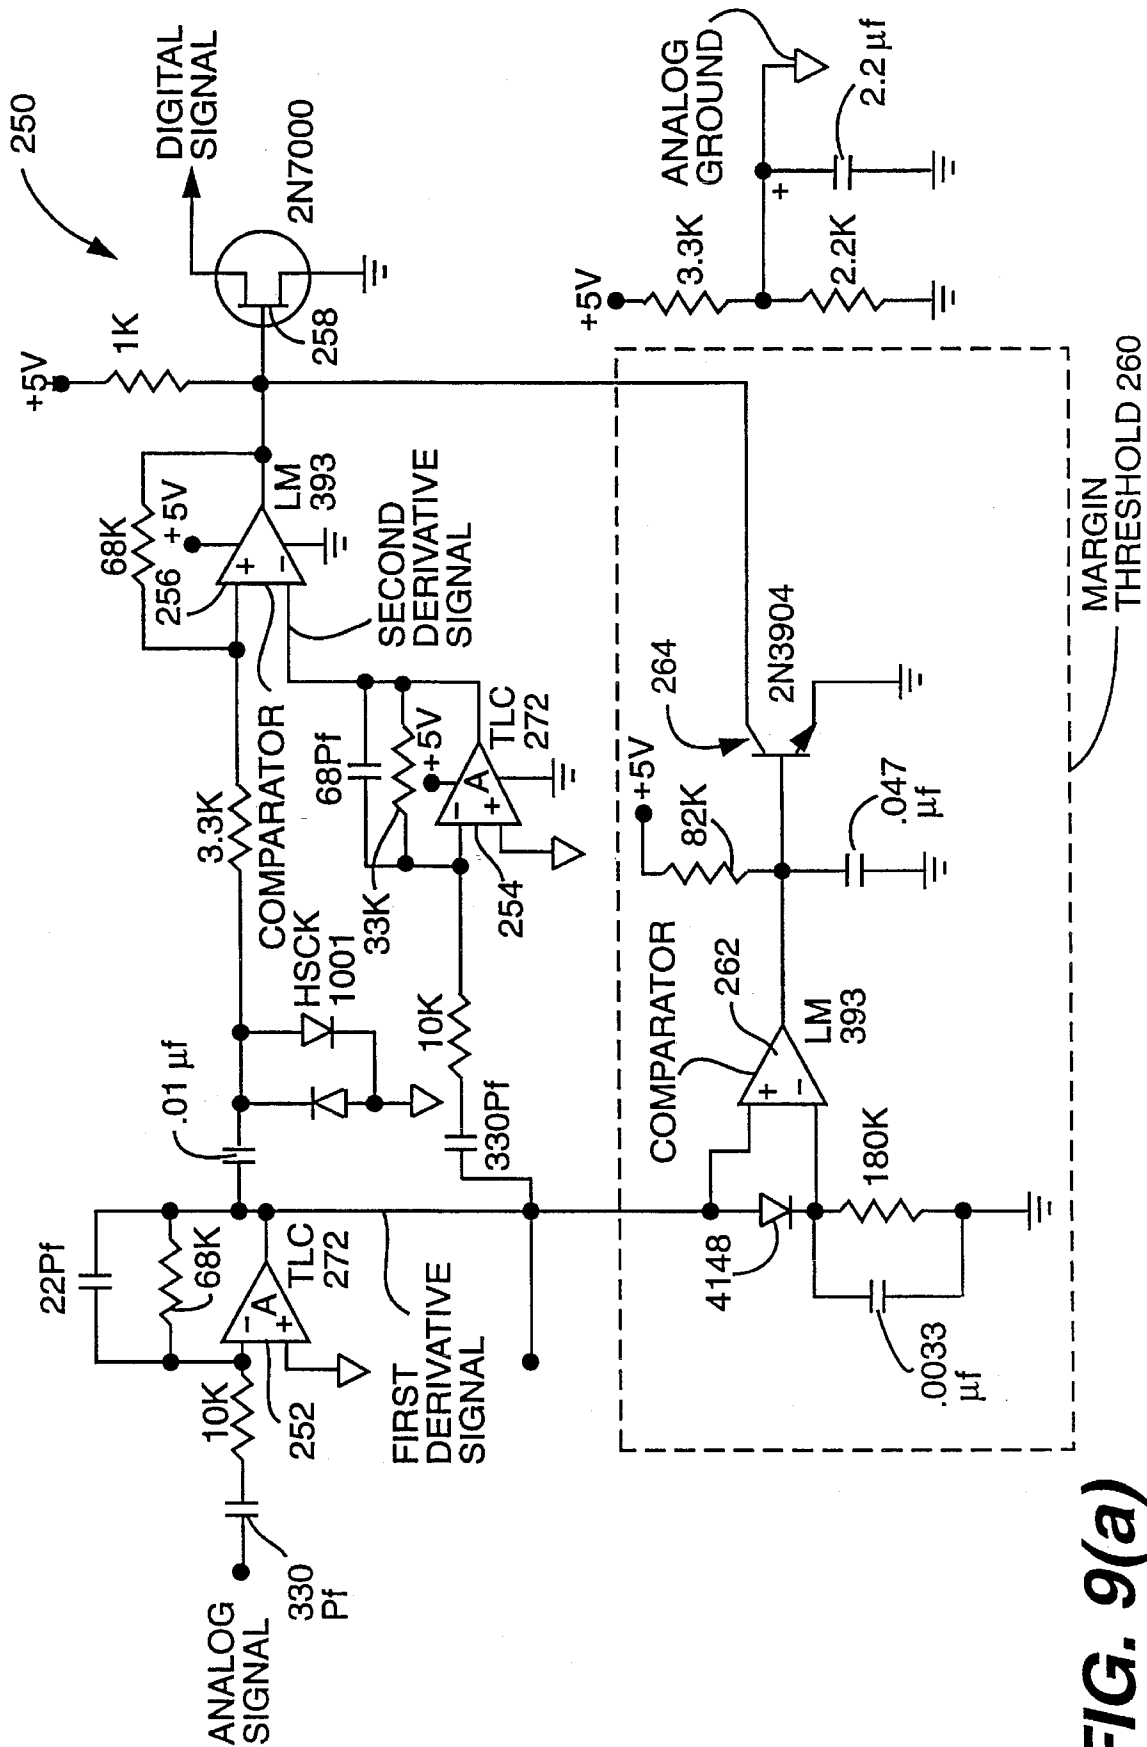 250
DIGITAL
SIGNAL
+5V
1K
2N7000
258
68K
+5V
256
LM
393
SECOND
DERIVATIVE
SIGNAL
COMPARATOR
3.3K
.01 µf
HSCK
1001
68Pf
33K
+5V
TLC
272
A
254
10K
330Pf
22Pf
68K
TLC
272
A
252
10K
330
Pf
ANALOG
SIGNAL
FIRST
DERIVATIVE
SIGNAL
+5V
3.3K
2.2K
+
ANALOG
GROUND
2.2 µf
MARGIN
THRESHOLD 260
264
2N3904
+5V
82K
.047
µf
COMPARATOR
262
LM
393
4148
180K
.0033
µf
+
−
+
−
−
+
−
+
FIG. 9(a)